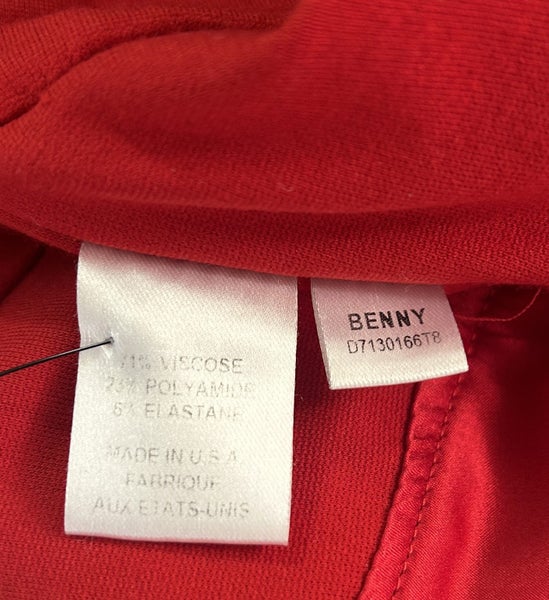 71% VISCOSE
23% POLYAMIDE
6% ELASTANE
MADE IN U.S.A.
FABRIQUE
AUX ETATS-UNIS
BENNY
D7130166T8